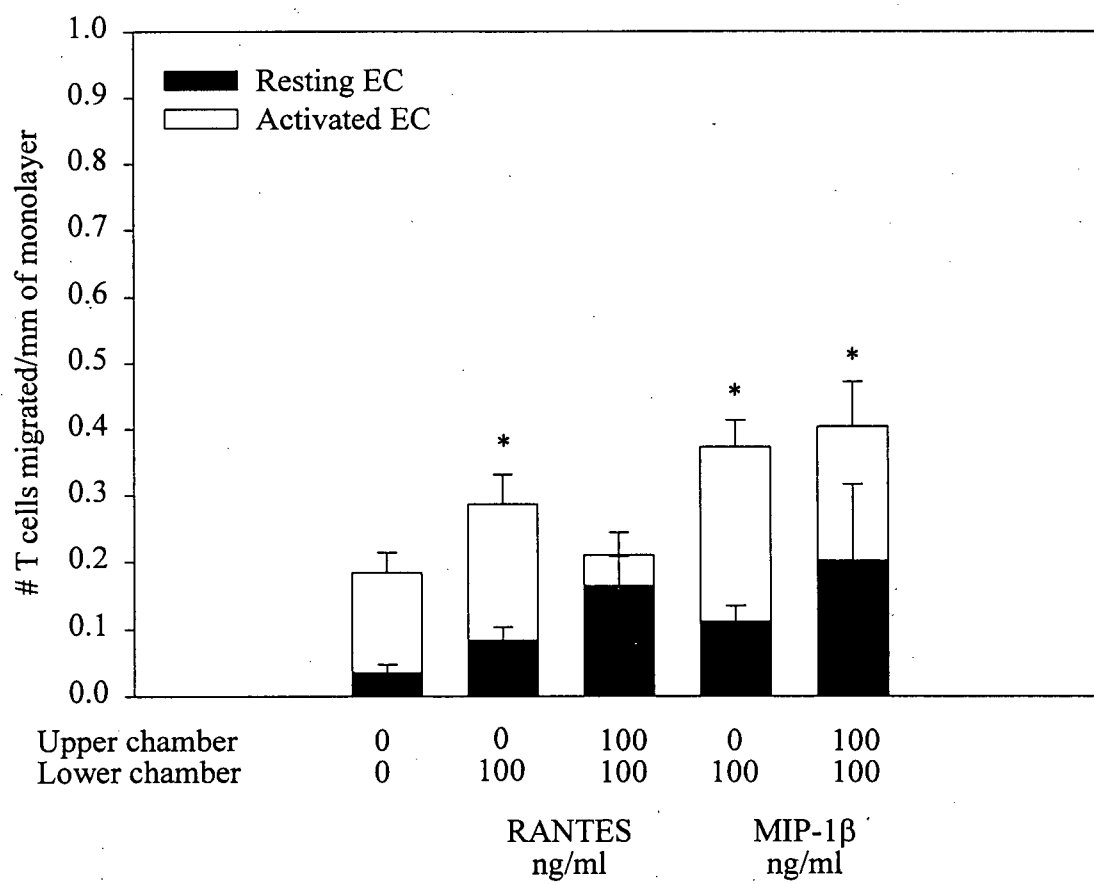 1.0
0.9
0.8
0.7
0.6
0.5
0.4
0.3
0.2
0.1
0.0
# T cells migrated/mm of monolayer
Resting EC
Activated EC
* * *
Upper chamber 0 0 100 0 100
Lower chamber 0 100 100 100 100
RANTES MIP-1β
ng/ml ng/ml